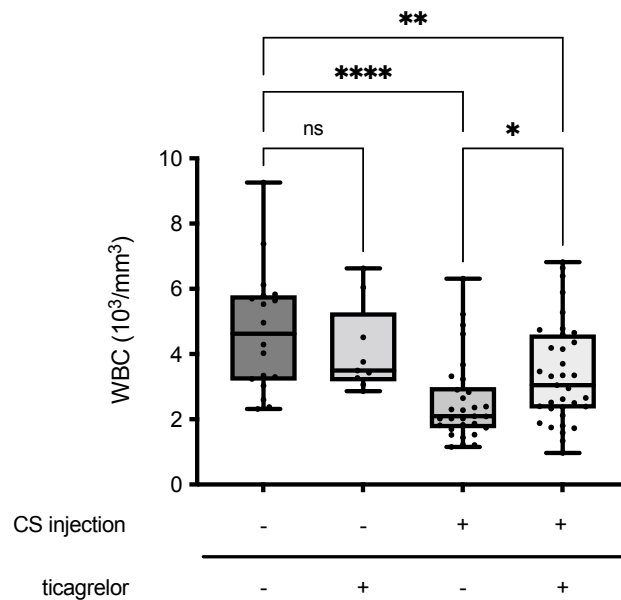 **
****
ns
*
10
8
6
4
2
0
WBC (10³/mm³)
CS injection - - + +
ticagrelor - + - +